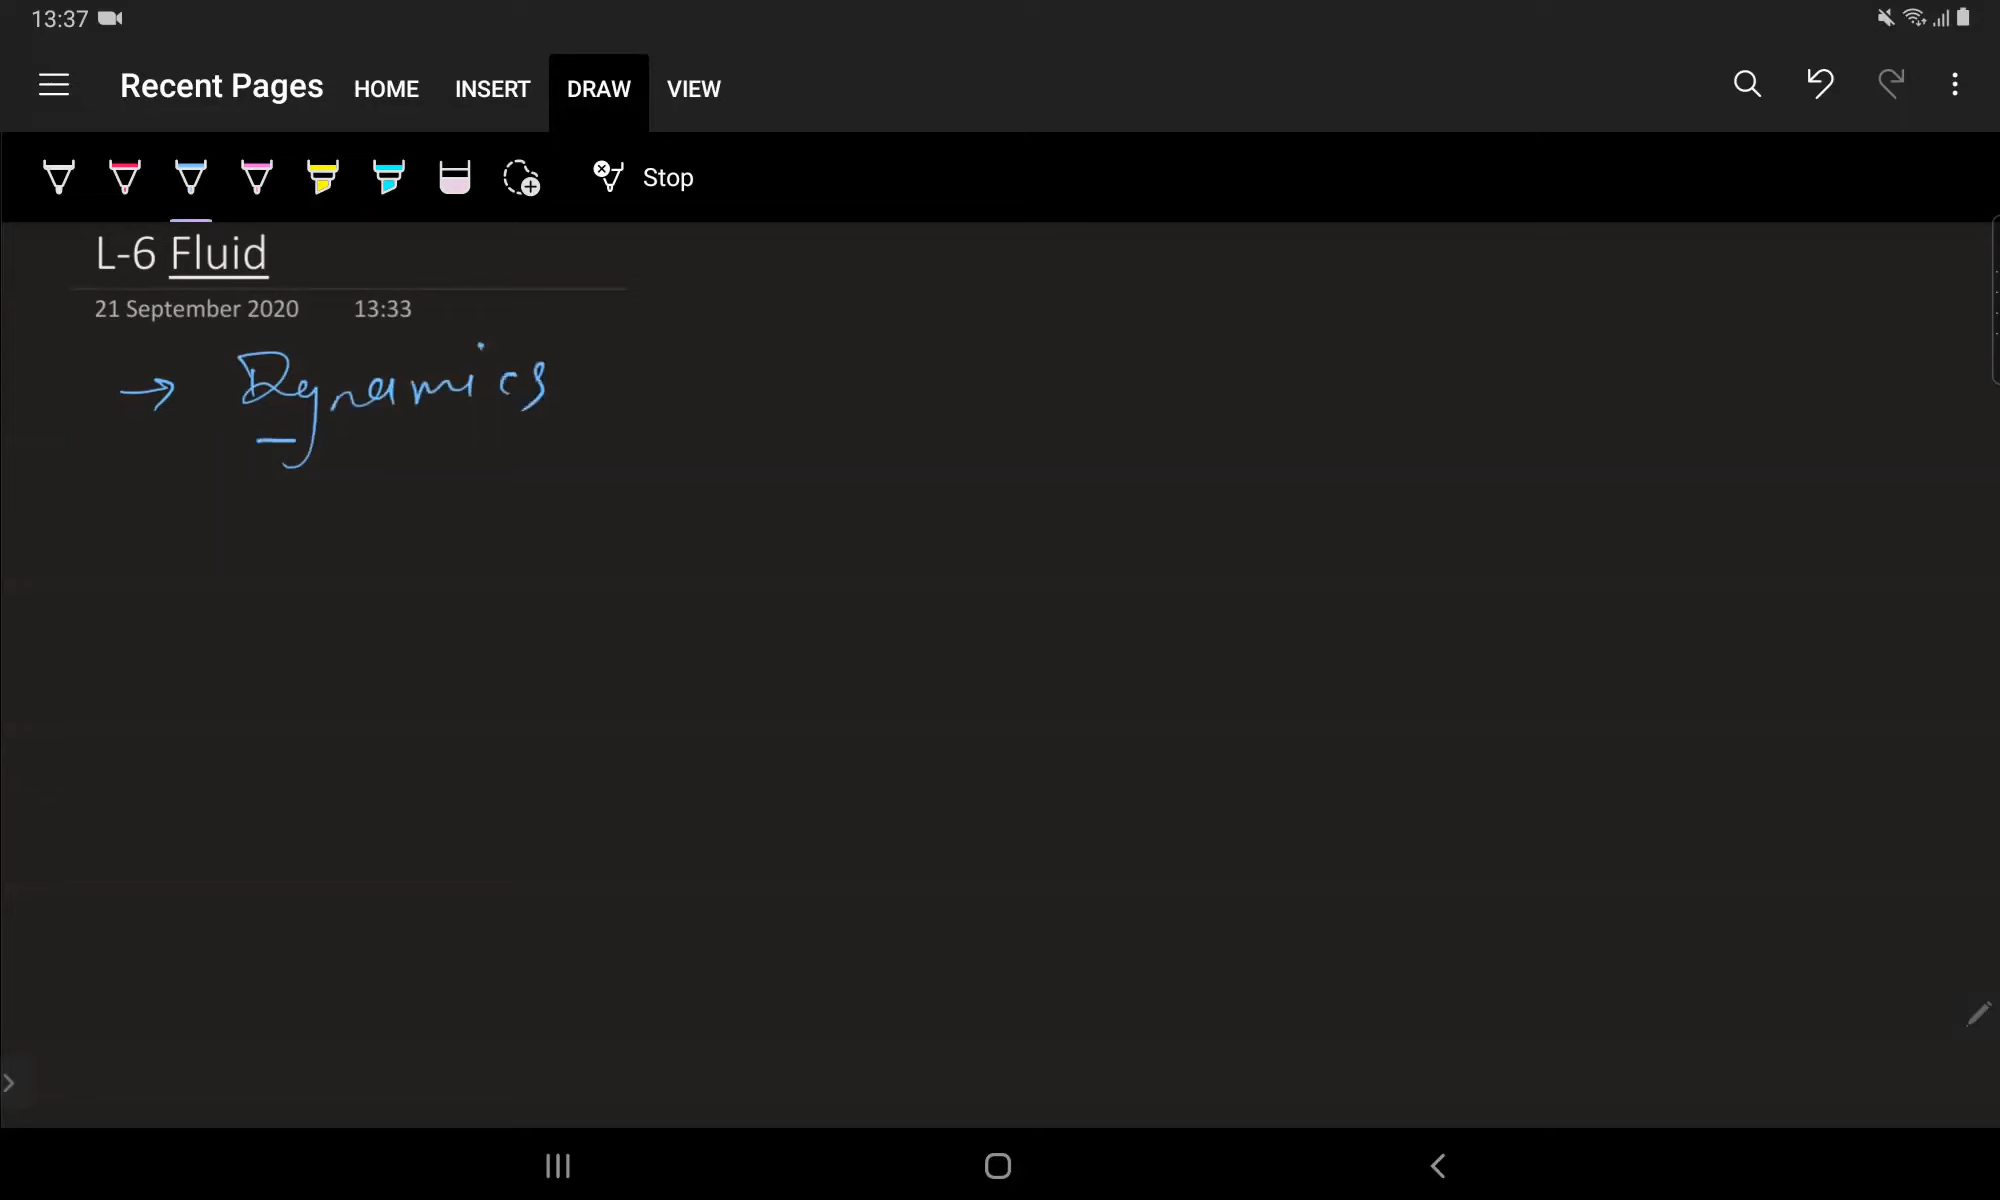 13:37
Recent Pages HOME INSERT DRAW VIEW
Stop
L-6 Fluid
21 September 2020 13:33
→ Dynamics